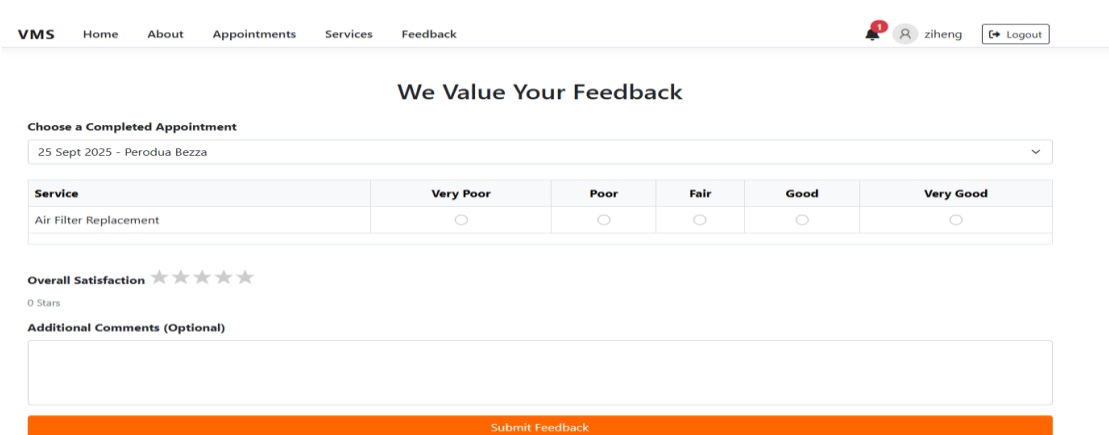 VMS Home About Appointments Services Feedback 1 ziheng Logout
We Value Your Feedback
Choose a Completed Appointment
25 Sept 2025 - Perodua Bezza
Service Very Poor Poor Fair Good Very Good
Air Filter Replacement
Overall Satisfaction
0 Stars
Additional Comments (Optional)
Submit Feedback